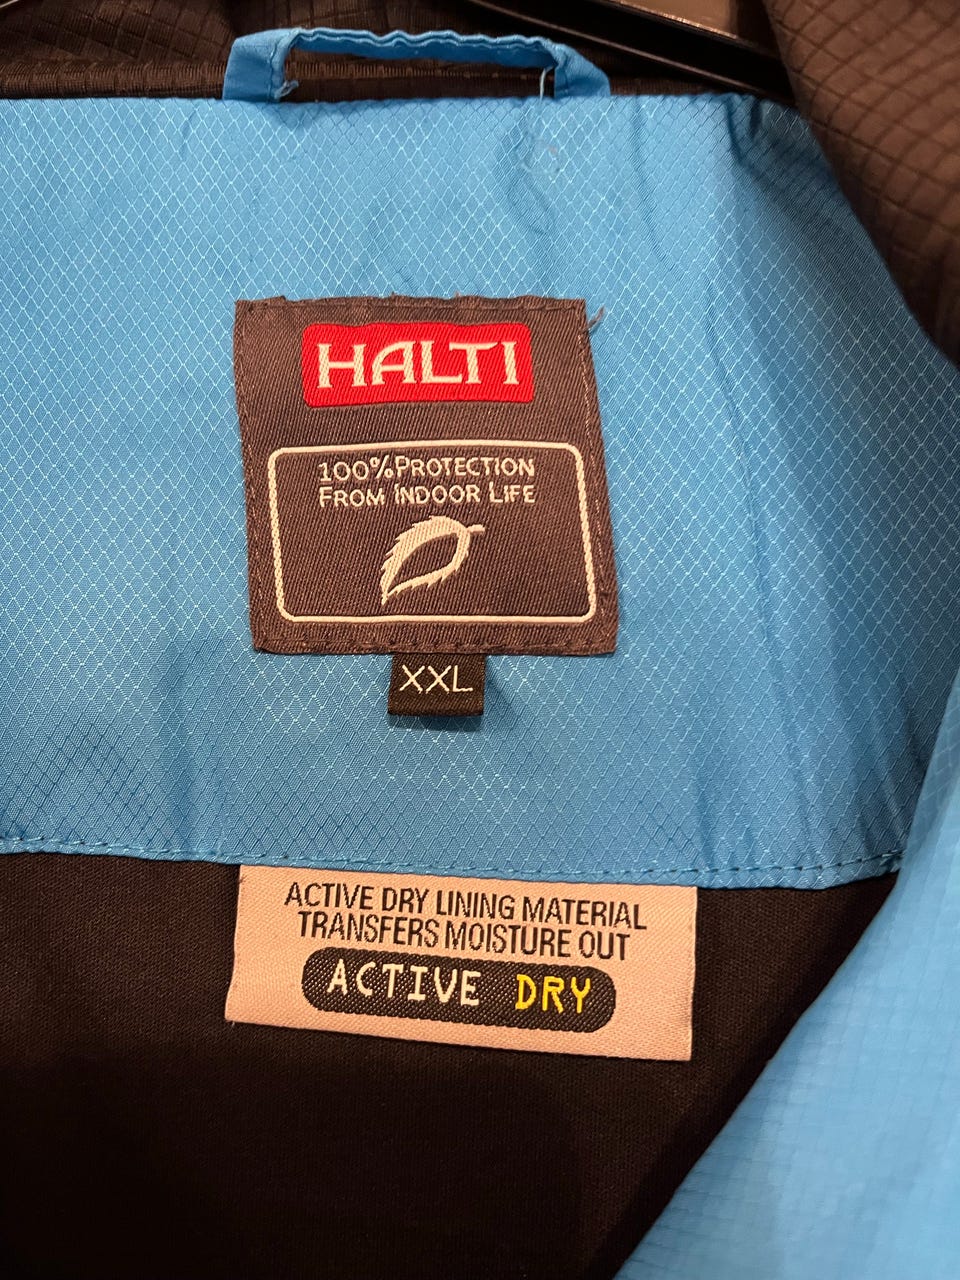 HALTI
100% PROTECTION
FROM INDOOR LIFE
XXL
ACTIVE DRY LINING MATERIAL
TRANSFERS MOISTURE OUT
ACTIVE DRY